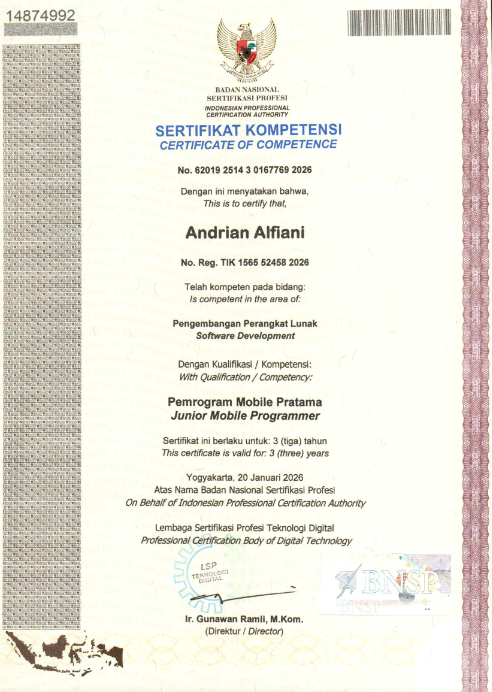 14874992
BADAN NASIONAL
SERTIFIKASI PROFESI
INDONESIAN PROFESSIONAL
CERTIFICATION AUTHORITY
SERTIFIKAT KOMPETENSI
CERTIFICATE OF COMPETENCE
No. 62019 2514 3 0167769 2026
Dengan ini menyatakan bahwa,
This is to certify that,
Andrian Alfiani
No. Reg. TIK 1565 52458 2026
Telah kompeten pada bidang:
Is competent in the area of:
Pengembangan Perangkat Lunak
Software Development
Dengan Kualifikasi / Kompetensi:
With Qualification / Competency:
Pemrogram Mobile Pratama
Junior Mobile Programmer
Sertifikat ini berlaku untuk: 3 (tiga) tahun
This certificate is valid for: 3 (three) years
Yogyakarta, 20 Januari 2026
Atas Nama Badan Nasional Sertifikasi Profesi
On Behalf of Indonesian Professional Certification Authority
Lembaga Sertifikasi Profesi Teknologi Digital
Professional Certification Body of Digital Technology
LSP
TEKNOLOGI
DIGITAL
BNSP
Ir. Gunawan Ramli, M.Kom.
(Direktur / Director)